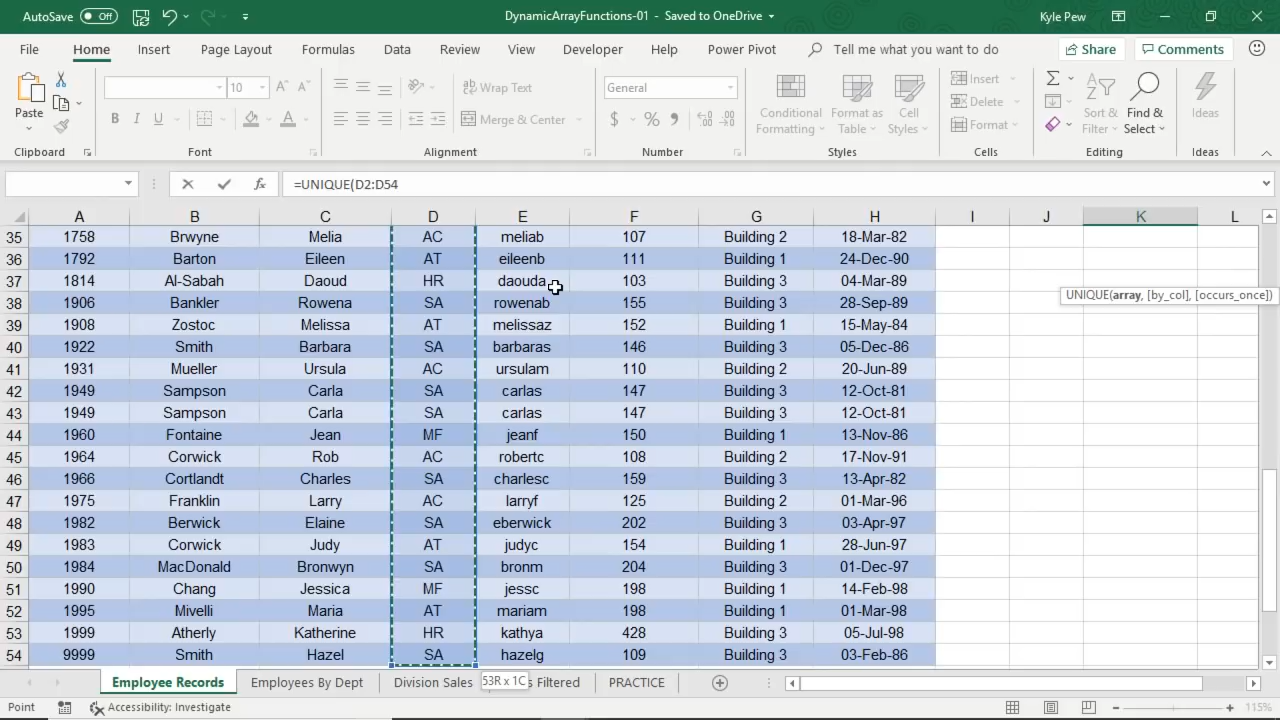 AutoSave Off DynamicArrayFunctions-01 - Saved to OneDrive Kyle Pew
File Home Insert Page Layout Formulas Data Review View Developer Help Power Pivot Tell me what you want to do Share Comments
Paste 10 A A Wrap Text General Conditional Formatting Format as Table Cell Styles Insert Delete Format Sort & Filter Find & Select Ideas
B I U A Merge & Center $ % ,
Clipboard Font Alignment Number Styles Cells Editing Ideas
fx =UNIQUE(D2:D54
A B C D E F G H I J K L
35 1758 Brwyne Melia AC meliab 107 Building 2 18-Mar-82
36 1792 Barton Eileen AT eileenb 111 Building 1 24-Dec-90
37 1814 Al-Sabah Daoud HR daouda 103 Building 3 04-Mar-89
UNIQUE(array, [by_col], [occurs_once])
38 1906 Bankler Rowena SA rowenab 155 Building 3 28-Sep-89
39 1908 Zostoc Melissa AT melissaz 152 Building 1 15-May-84
40 1922 Smith Barbara SA barbaras 146 Building 3 05-Dec-86
41 1931 Mueller Ursula AC ursulam 110 Building 2 20-Jun-89
42 1949 Sampson Carla SA carlas 147 Building 3 12-Oct-81
43 1949 Sampson Carla SA carlas 147 Building 3 12-Oct-81
44 1960 Fontaine Jean MF jeanf 150 Building 1 13-Nov-86
45 1964 Corwick Rob AC robertc 108 Building 2 17-Nov-91
46 1966 Cortlandt Charles SA charlesc 159 Building 3 13-Apr-82
47 1975 Franklin Larry AC larryf 125 Building 2 01-Mar-96
48 1982 Berwick Elaine SA eberwick 202 Building 3 03-Apr-97
49 1983 Corwick Judy AT judyc 154 Building 1 28-Jun-97
50 1984 MacDonald Bronwyn SA bronm 204 Building 3 01-Dec-97
51 1990 Chang Jessica MF jessc 198 Building 1 14-Feb-98
52 1995 Mivelli Maria AT mariam 198 Building 1 01-Mar-98
53 1999 Atherly Katherine HR kathya 428 Building 3 05-Jul-98
54 9999 Smith Hazel SA hazelg 109 Building 3 03-Feb-86
Employee Records Employees By Dept Division Sales 53R x 1C Filtered PRACTICE
Point Accessibility: Investigate 115%